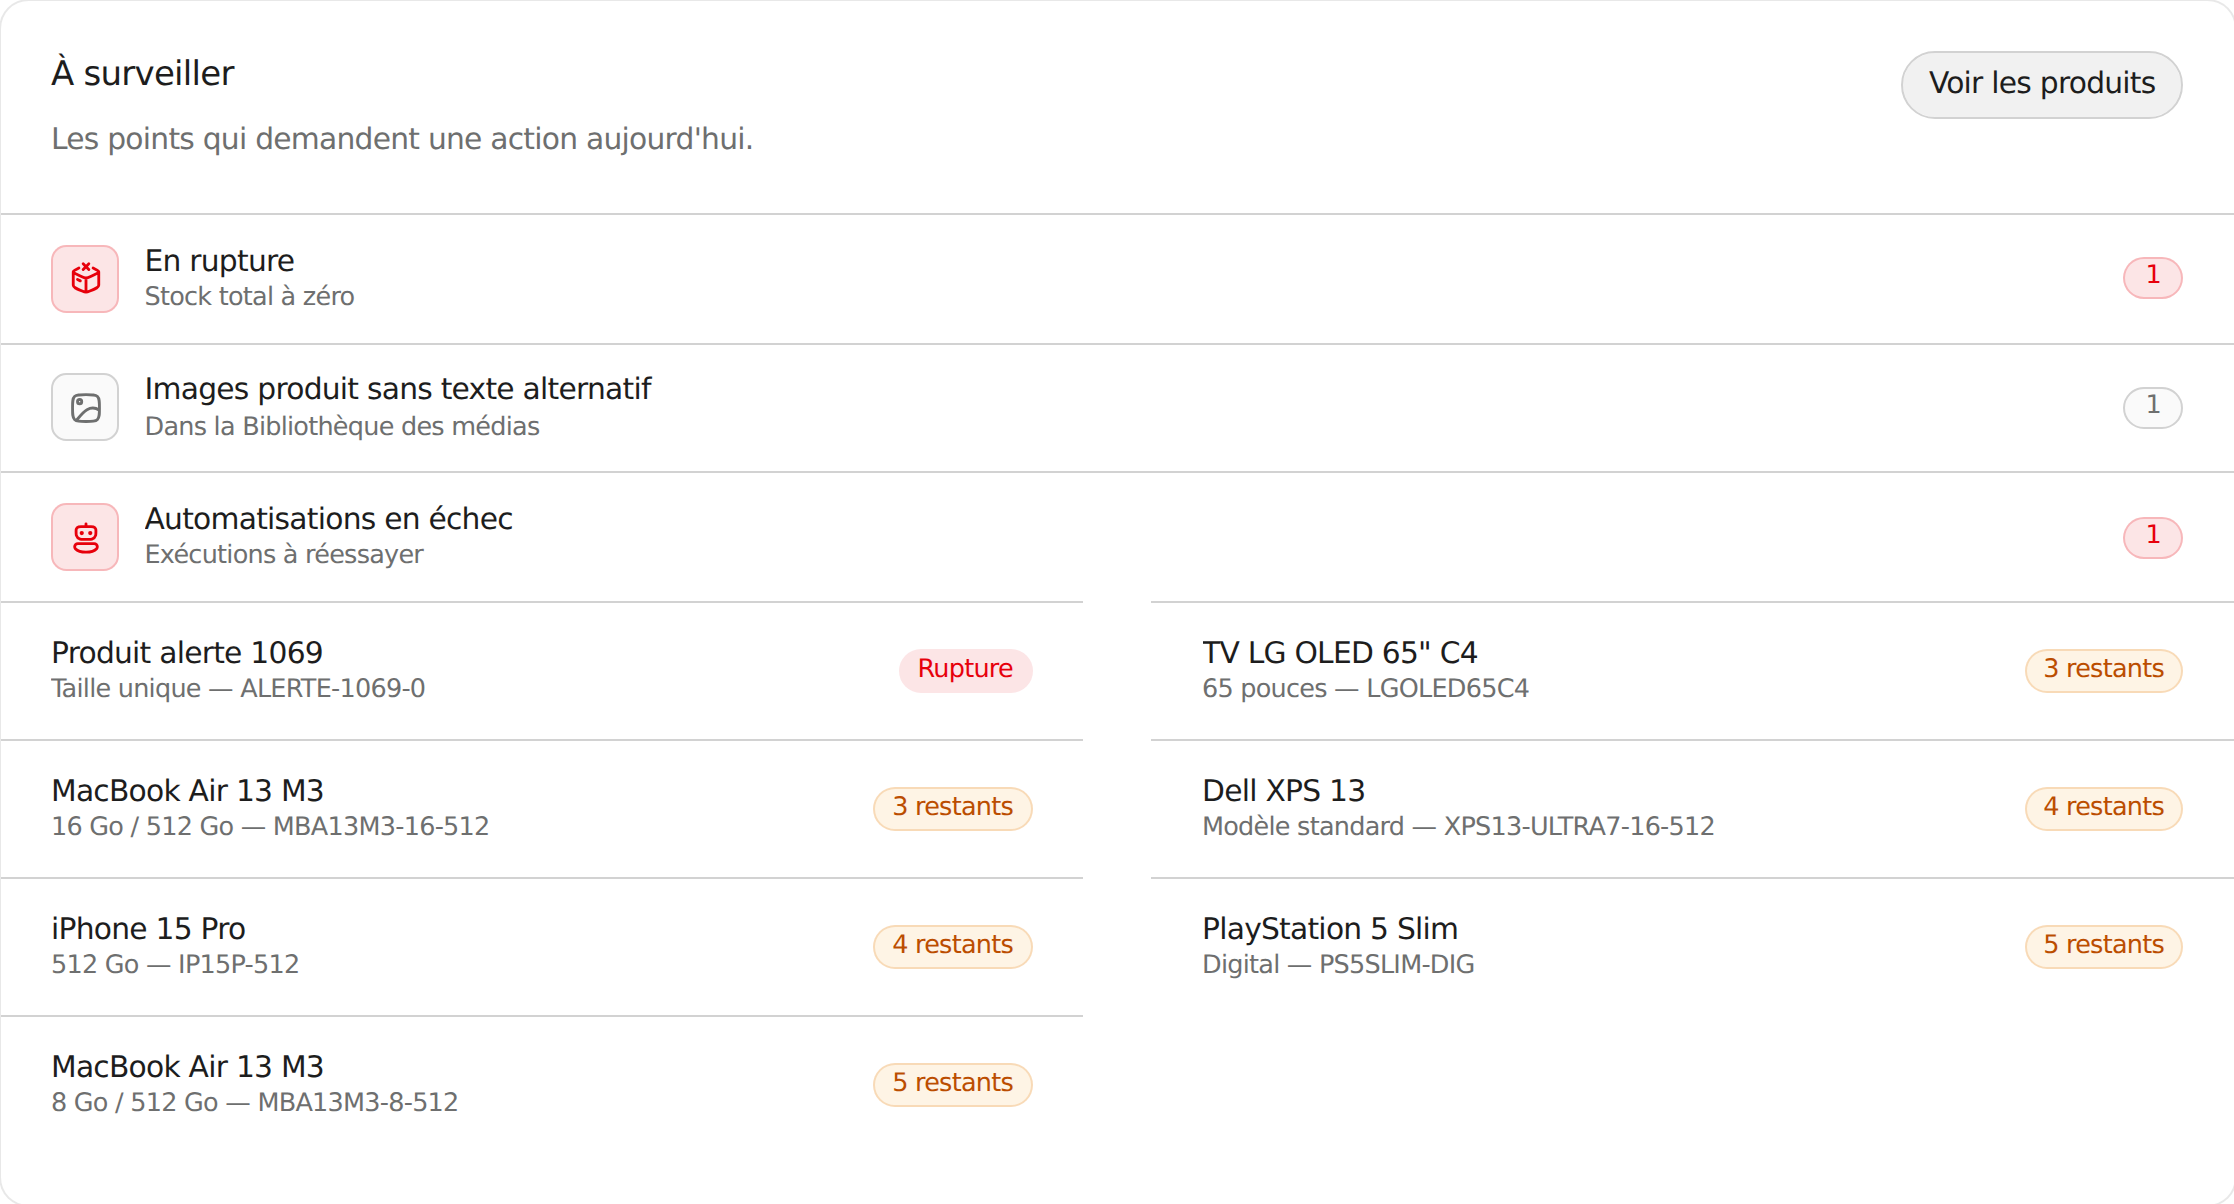 À surveiller
Voir les produits
Les points qui demandent une action aujourd'hui.
En rupture
Stock total à zéro
1
Images produit sans texte alternatif
Dans la Bibliothèque des médias
1
Automatisations en échec
Exécutions à réessayer
1
Produit alerte 1069
Taille unique — ALERTE-1069-0
Rupture
TV LG OLED 65" C4
65 pouces — LGOLED65C4
3 restants
MacBook Air 13 M3
16 Go / 512 Go — MBA13M3-16-512
3 restants
Dell XPS 13
Modèle standard — XPS13-ULTRA7-16-512
4 restants
iPhone 15 Pro
512 Go — IP15P-512
4 restants
PlayStation 5 Slim
Digital — PS5SLIM-DIG
5 restants
MacBook Air 13 M3
8 Go / 512 Go — MBA13M3-8-512
5 restants